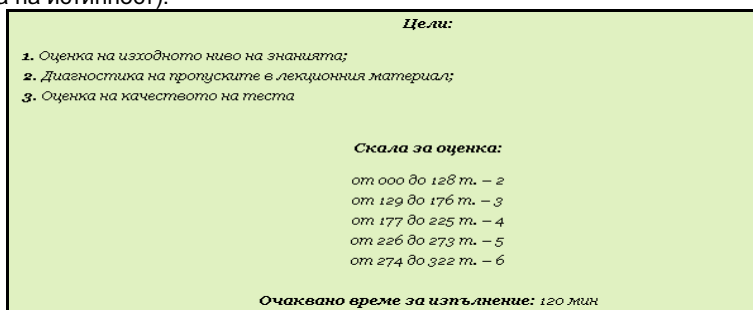 на истинност).
Цели:
1. Оценка на изходното ниво на знанията;
2. Диагностика на пропуските в лекционния материал;
3. Оценка на качеството на теста
Скала за оценка:
от 000 до 128 т. – 2
от 129 до 176 т. – 3
от 177 до 225 т. – 4
от 226 до 273 т. – 5
от 274 до 322 т. – 6
Очаквано време за изпълнение: 120 мин